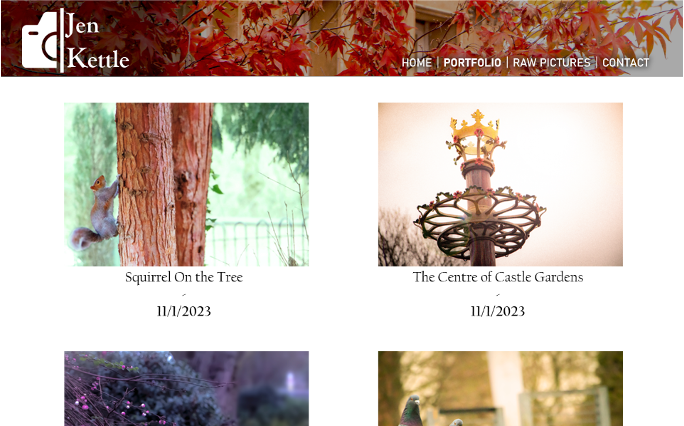 Jen
Kettle
HOME | PORTFOLIO | RAW PICTURES | CONTACT
Squirrel On the Tree
11/1/2023
The Centre of Castle Gardens
11/1/2023